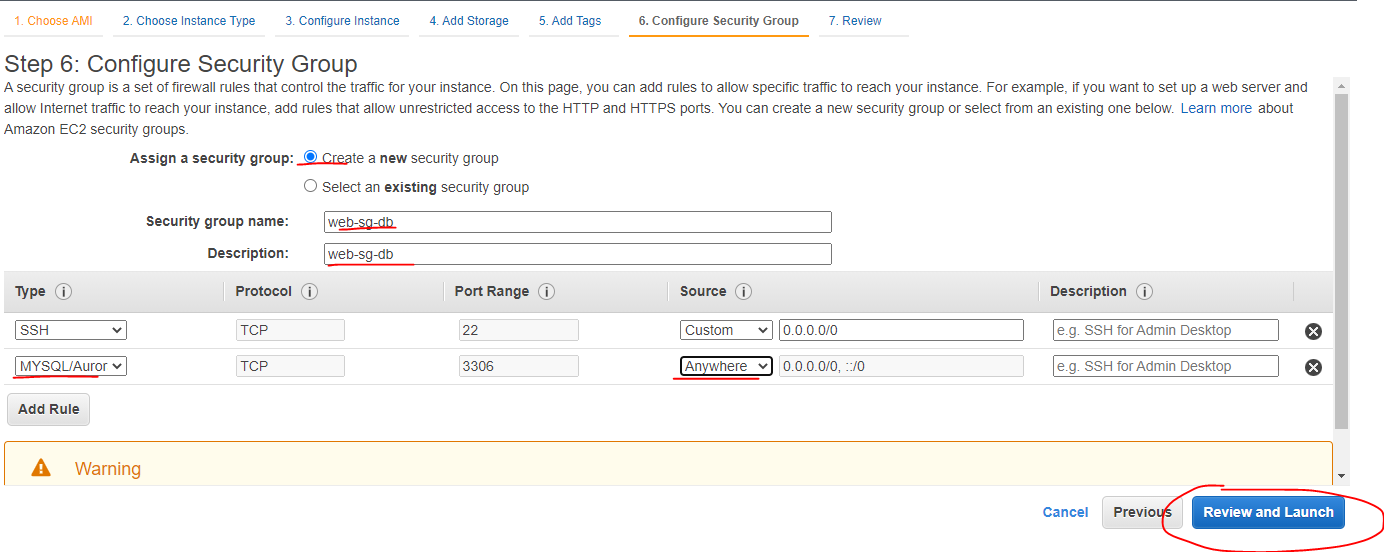 1. Choose AMI 2. Choose Instance Type 3. Configure Instance 4. Add Storage 5. Add Tags 6. Configure Security Group 7. Review
Step 6: Configure Security Group
A security group is a set of firewall rules that control the traffic for your instance. On this page, you can add rules to allow specific traffic to reach your instance. For example, if you want to set up a web server and
allow Internet traffic to reach your instance, add rules that allow unrestricted access to the HTTP and HTTPS ports. You can create a new security group or select from an existing one below. Learn more about
Amazon EC2 security groups.
Assign a security group: Create a new security group
Select an existing security group
Security group name: web-sg-db
Description: web-sg-db
Type i Protocol i Port Range i Source i Description i
SSH TCP 22 Custom 0.0.0.0/0 e.g. SSH for Admin Desktop
MYSQL/Auror TCP 3306 Anywhere 0.0.0.0/0, ::/0 e.g. SSH for Admin Desktop
Add Rule
Warning
Cancel Previous Review and Launch